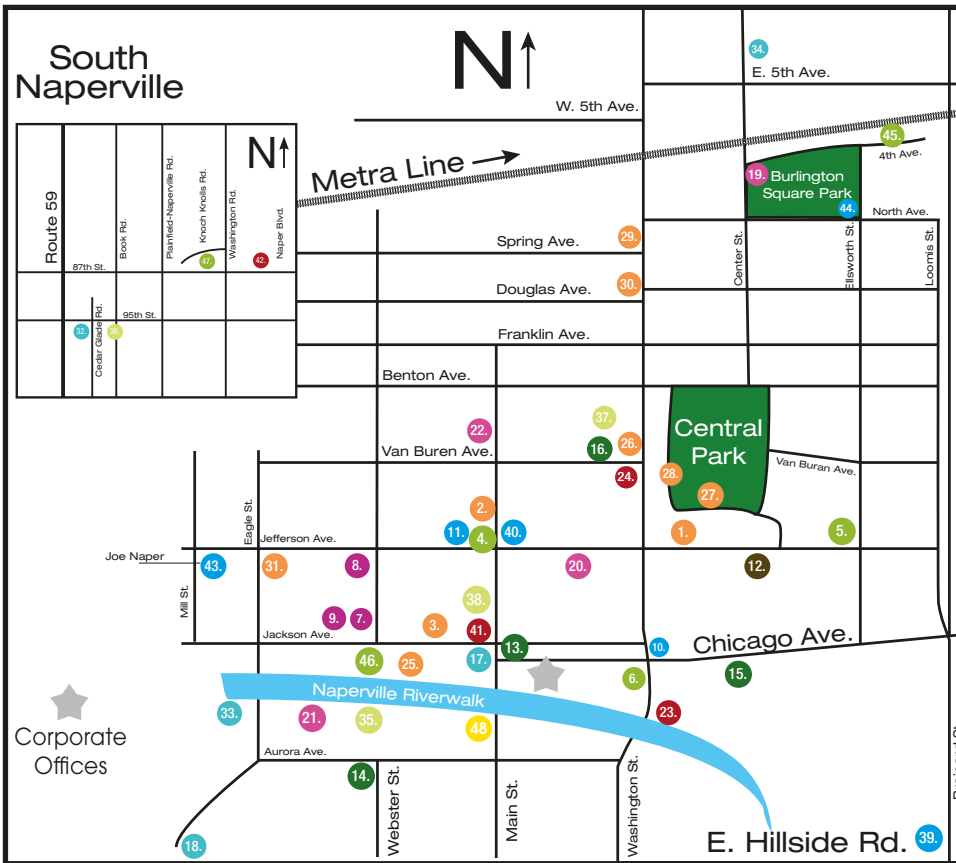 South
Naperville
N
N
Route 59
Book Rd.
Plainfield-Naperville Rd.
Knoch Knolls Rd.
Washington Rd.
Naper Blvd.
47.
42.
87th St.
95th St.
32.
Cedar Glade Rd.
34.
E. 5th Ave.
W. 5th Ave.
Metra Line
45.
4th Ave.
19.
Burlington
Square Park
44.
North Ave.
Center St.
Ellsworth St.
Loomis St.
Spring Ave.
29.
Douglas Ave.
30.
Franklin Ave.
Benton Ave.
22.
37.
16.
26.
Van Buren Ave.
24.
Central
Park
28.
27.
Van Buran Ave.
Eagle St.
2.
11.
4.
40.
1.
5.
Jefferson Ave.
Joe Naper
43.
31.
8.
20.
12.
Mill St.
38.
9.
7.
3.
41.
Jackson Ave.
13.
10.
Chicago Ave.
46.
25.
17.
6.
15.
Naperville Riverwalk
33.
21.
35.
48
23.
Corporate
Offices
Aurora Ave.
14.
Webster St.
Main St.
Washington St.
18.
E. Hillside Rd.
39.